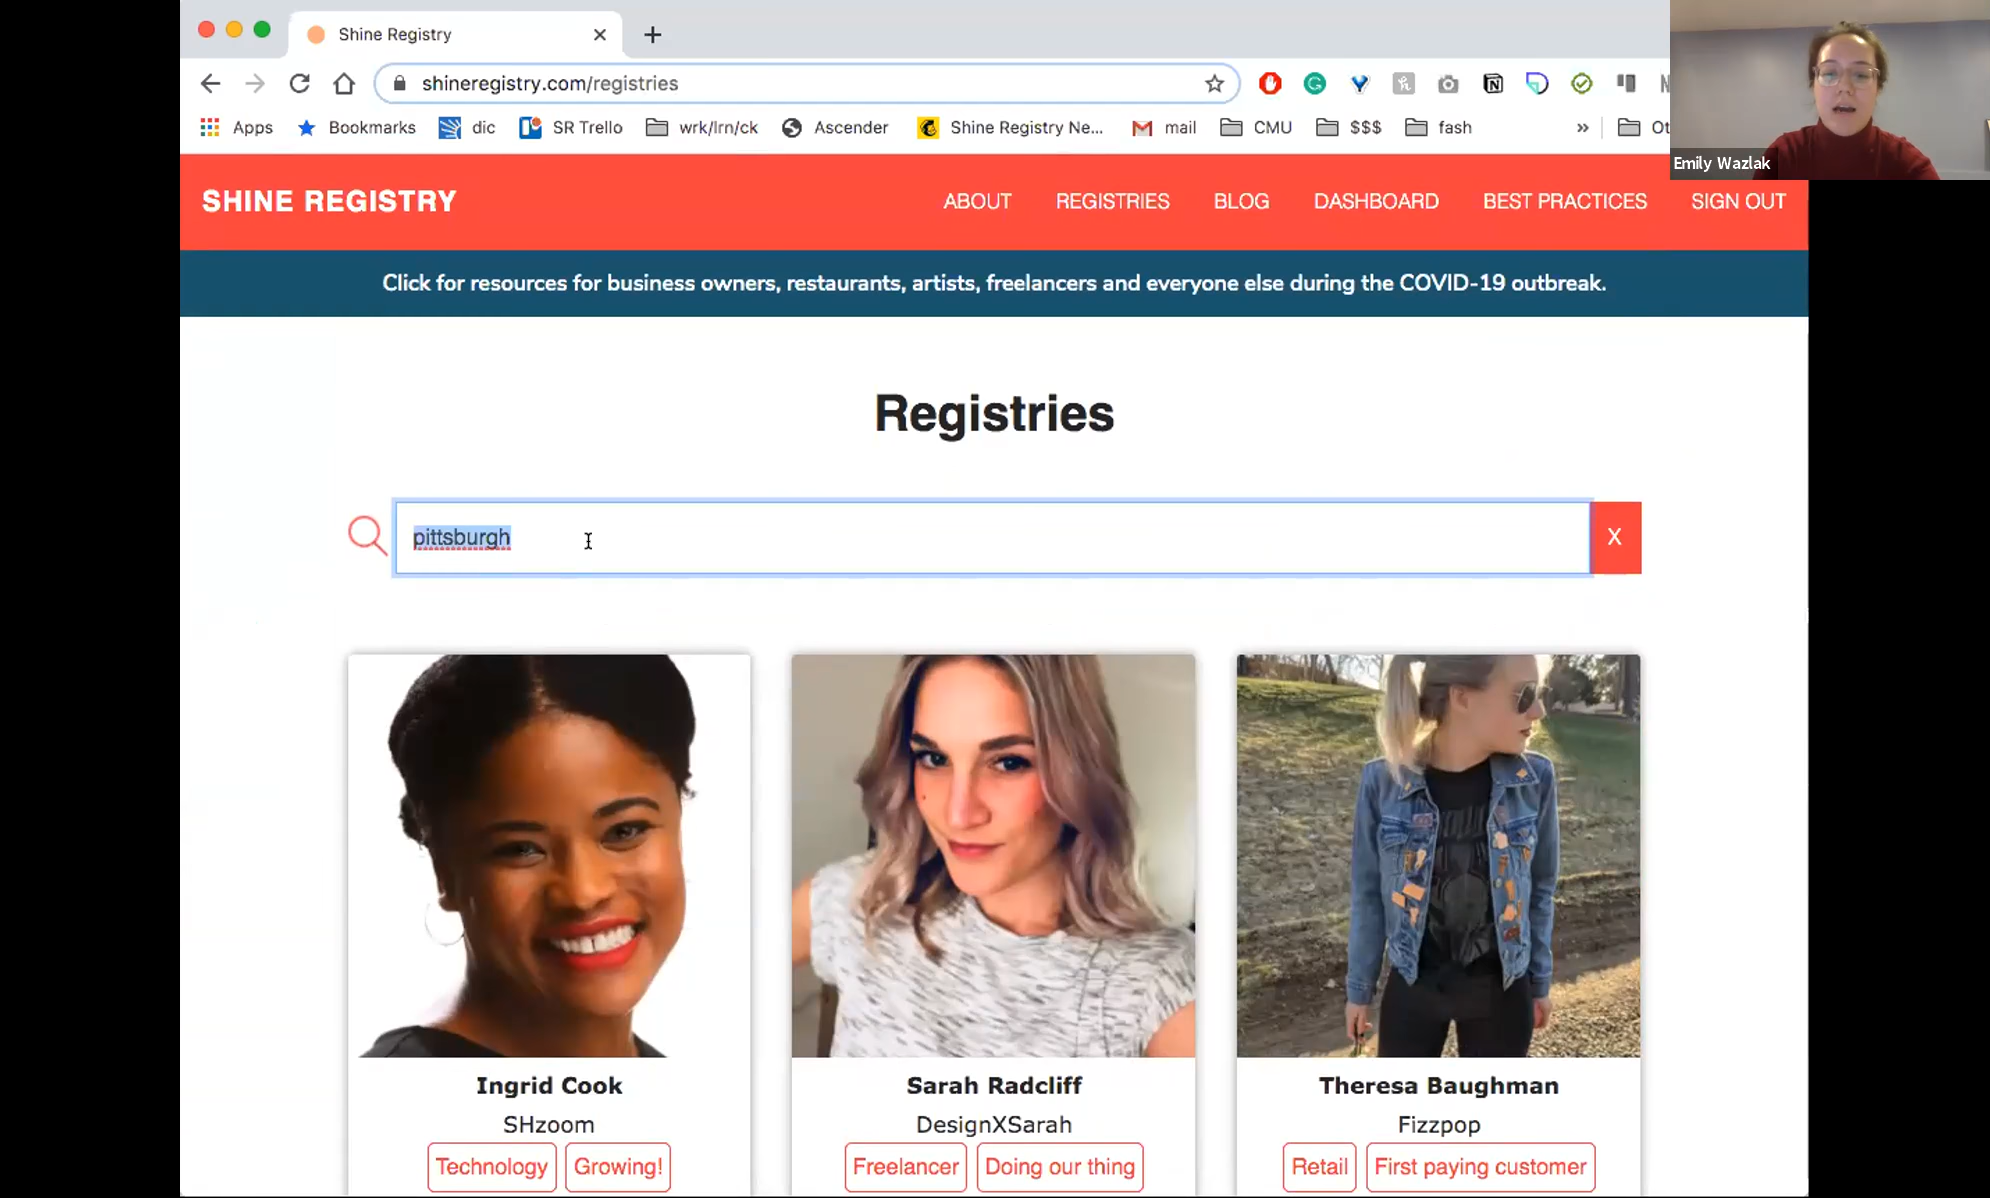 Shine Registry
shineregistry.com/registries
Apps Bookmarks dic SR Trello wrk/lrn/ck Ascender Shine Registry Ne... mail CMU $$$ fash » Ot
Emily Wazlak
SHINE REGISTRY ABOUT REGISTRIES BLOG DASHBOARD BEST PRACTICES SIGN OUT
Click for resources for business owners, restaurants, artists, freelancers and everyone else during the COVID-19 outbreak.
Registries
pittsburgh X
Ingrid Cook
SHzoom
Technology Growing!
Sarah Radcliff
DesignXSarah
Freelancer Doing our thing
Theresa Baughman
Fizzpop
Retail First paying customer